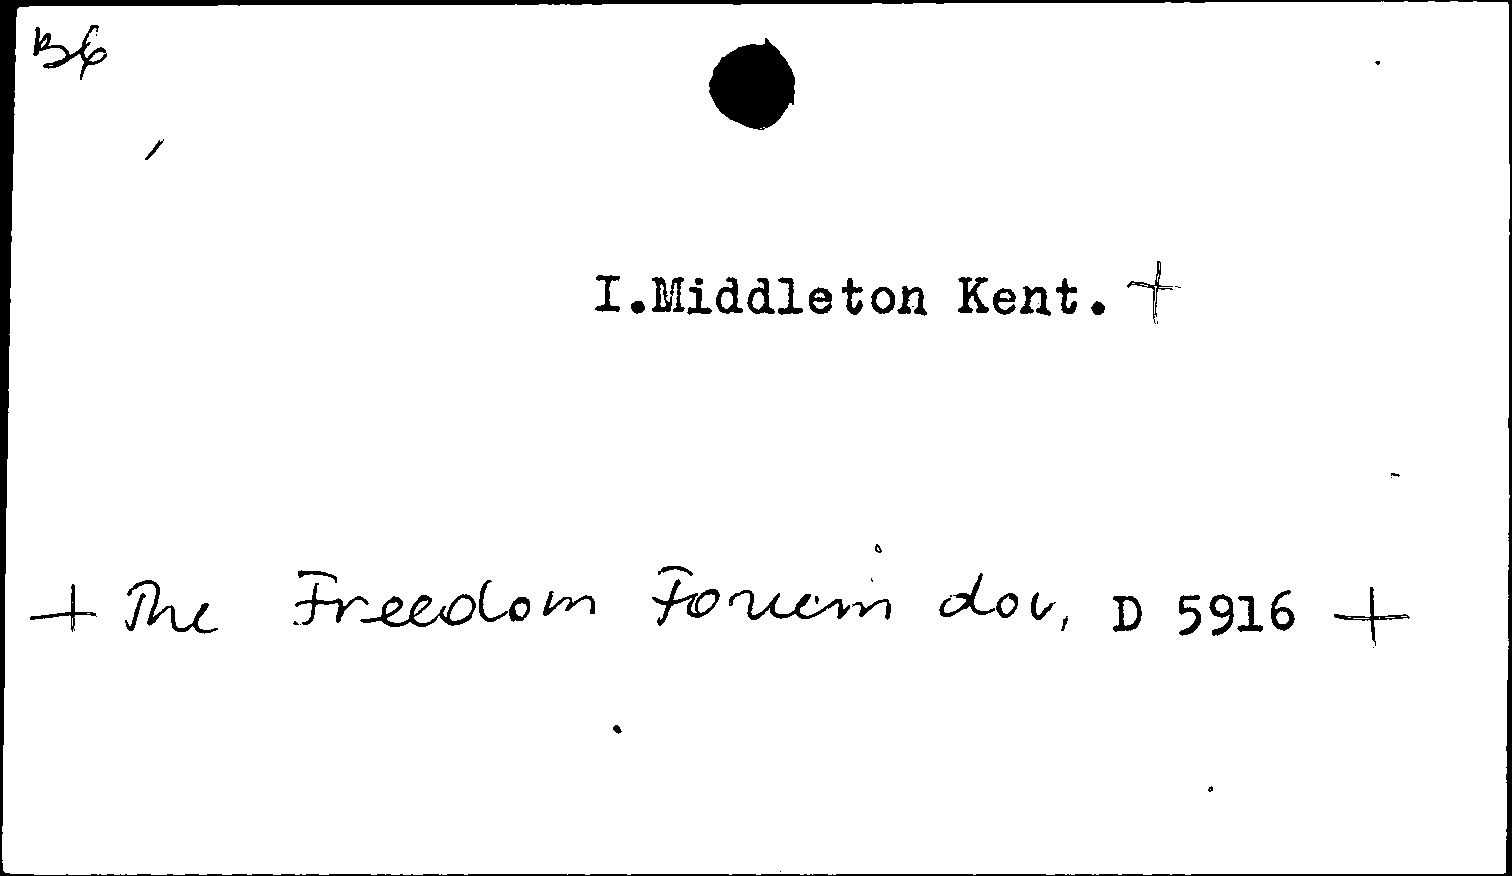 B6
I.Middleton Kent. +
+ The Freedom Forum dov, D 5916 +